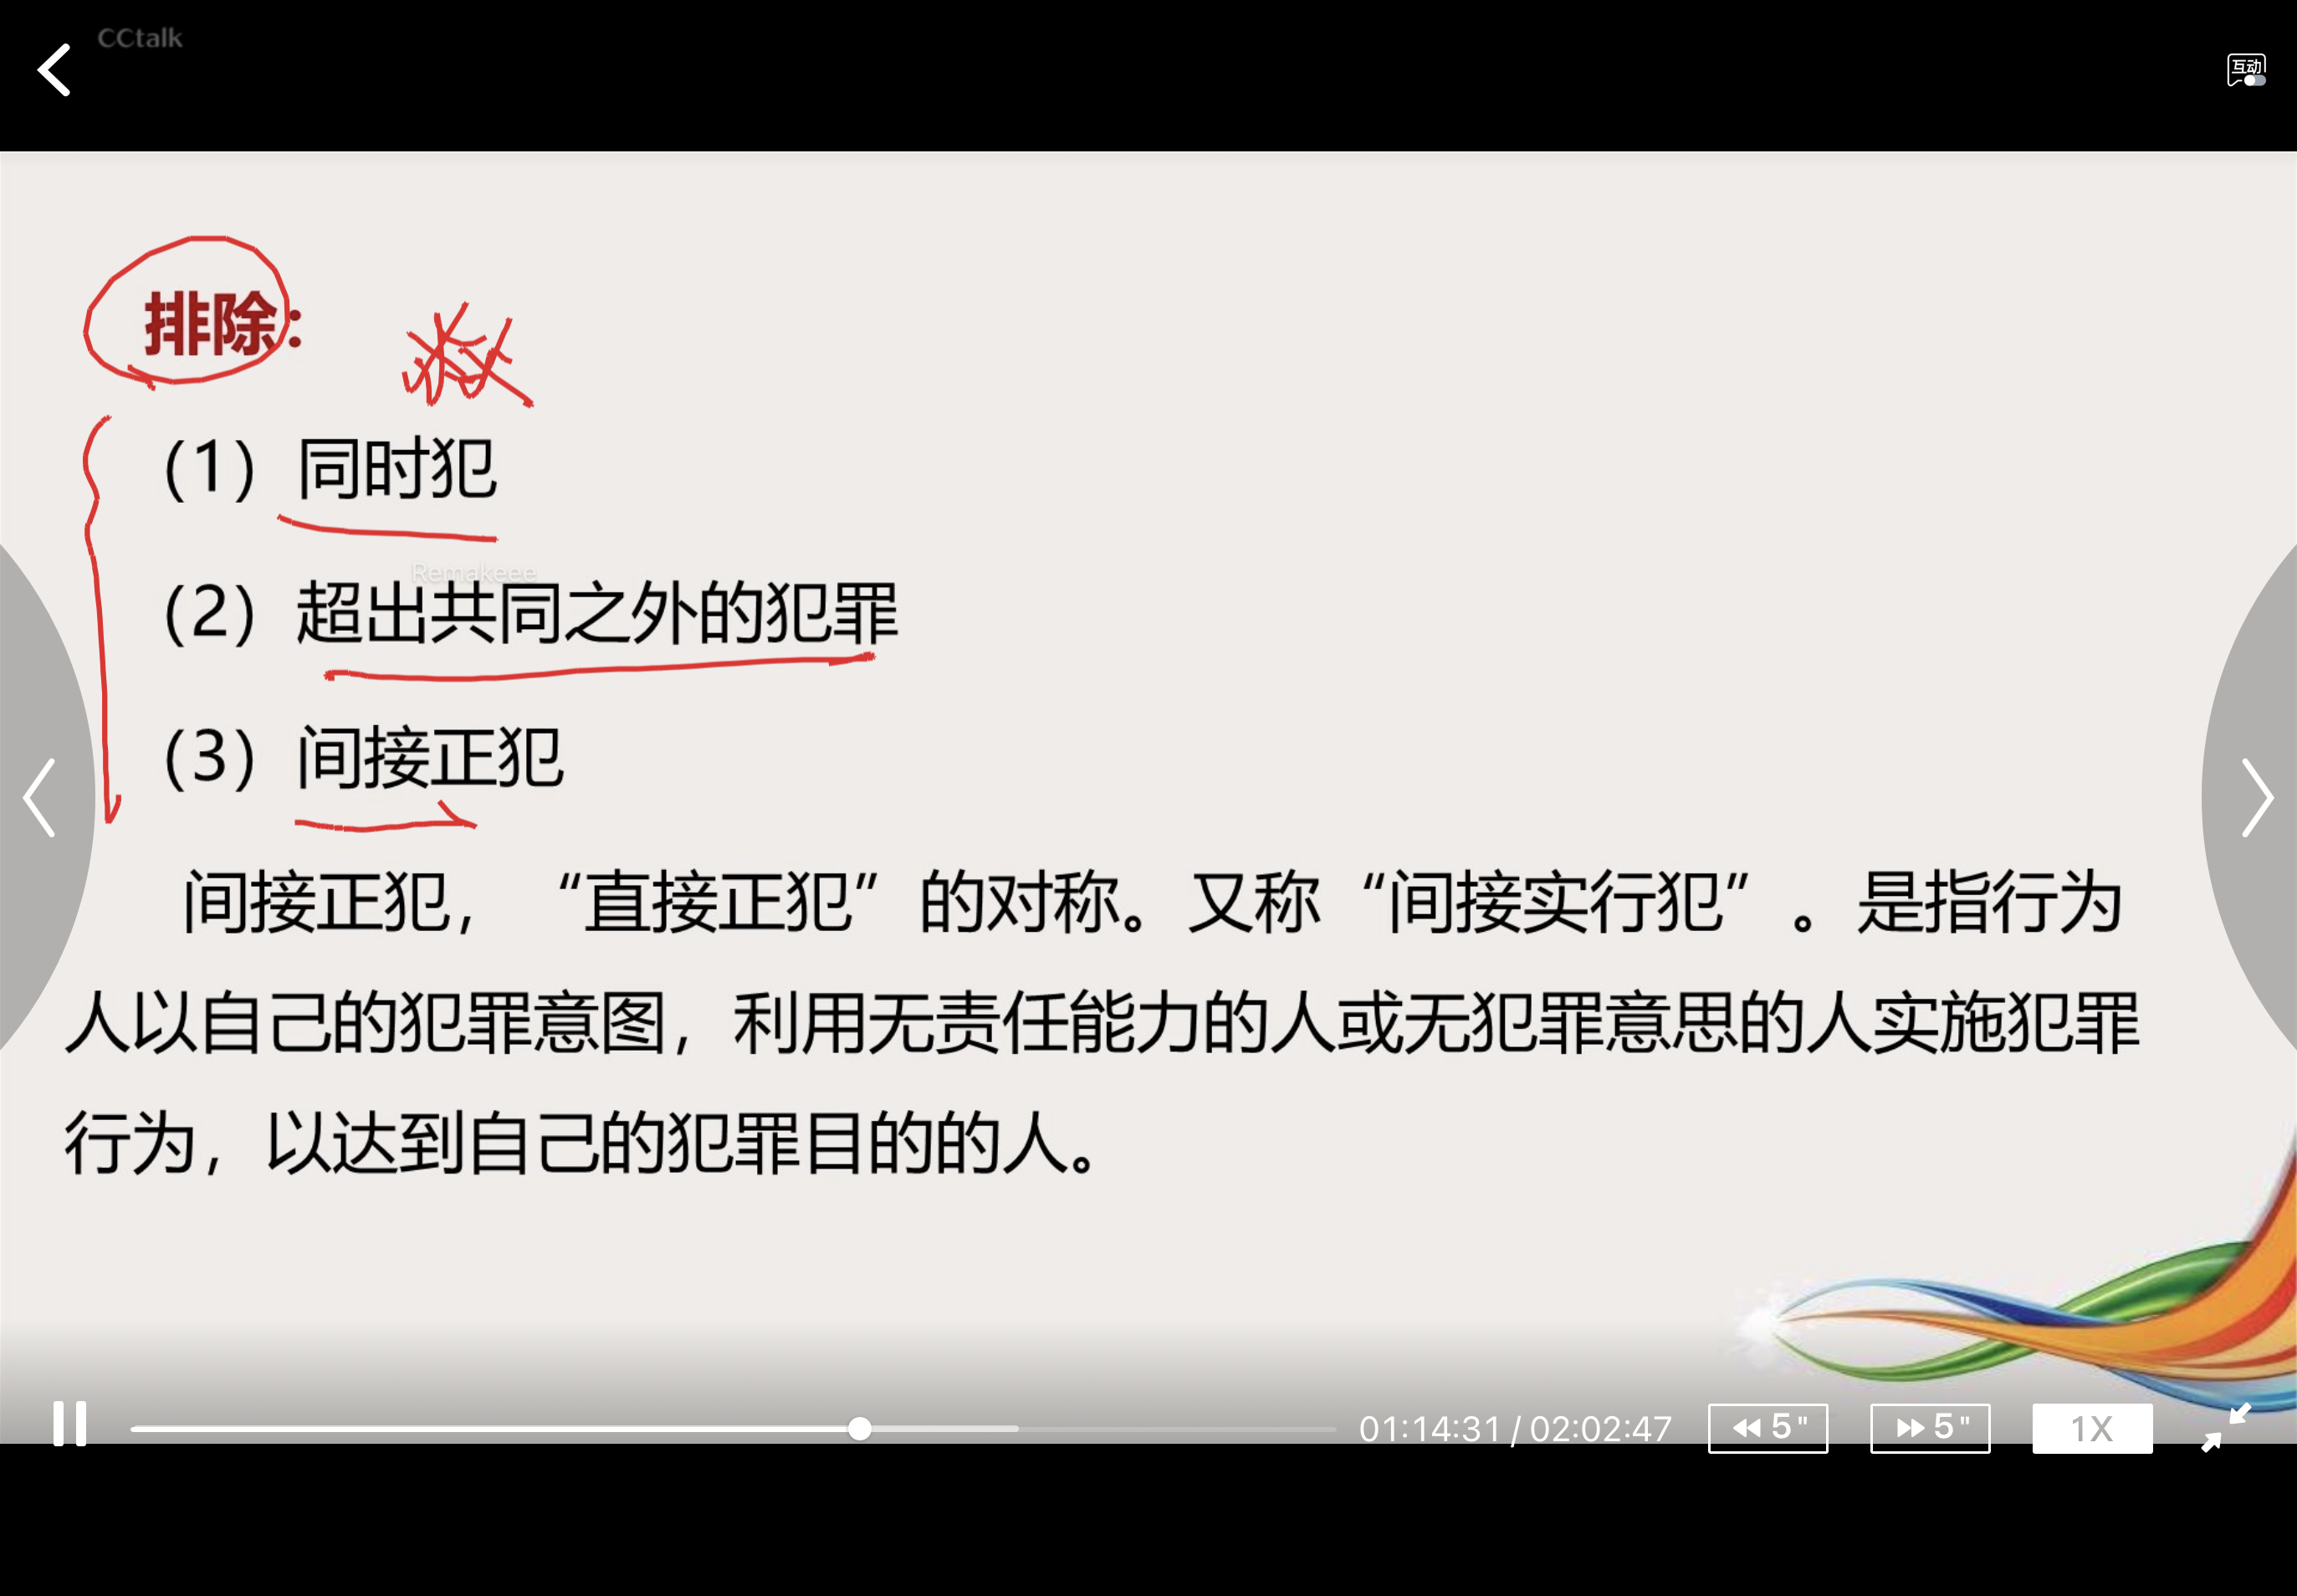 CCtalk
互动
排除:
（1）同时犯
Remakeee
（2）超出共同之外的犯罪
（3）间接正犯
间接正犯，“直接正犯”的对称。又称“间接实行犯”。是指行为
人以自己的犯罪意图，利用无责任能力的人或无犯罪意思的人实施犯罪
行为，以达到自己的犯罪目的的人。
01:14:31 / 02:02:47 5" 5" 1X